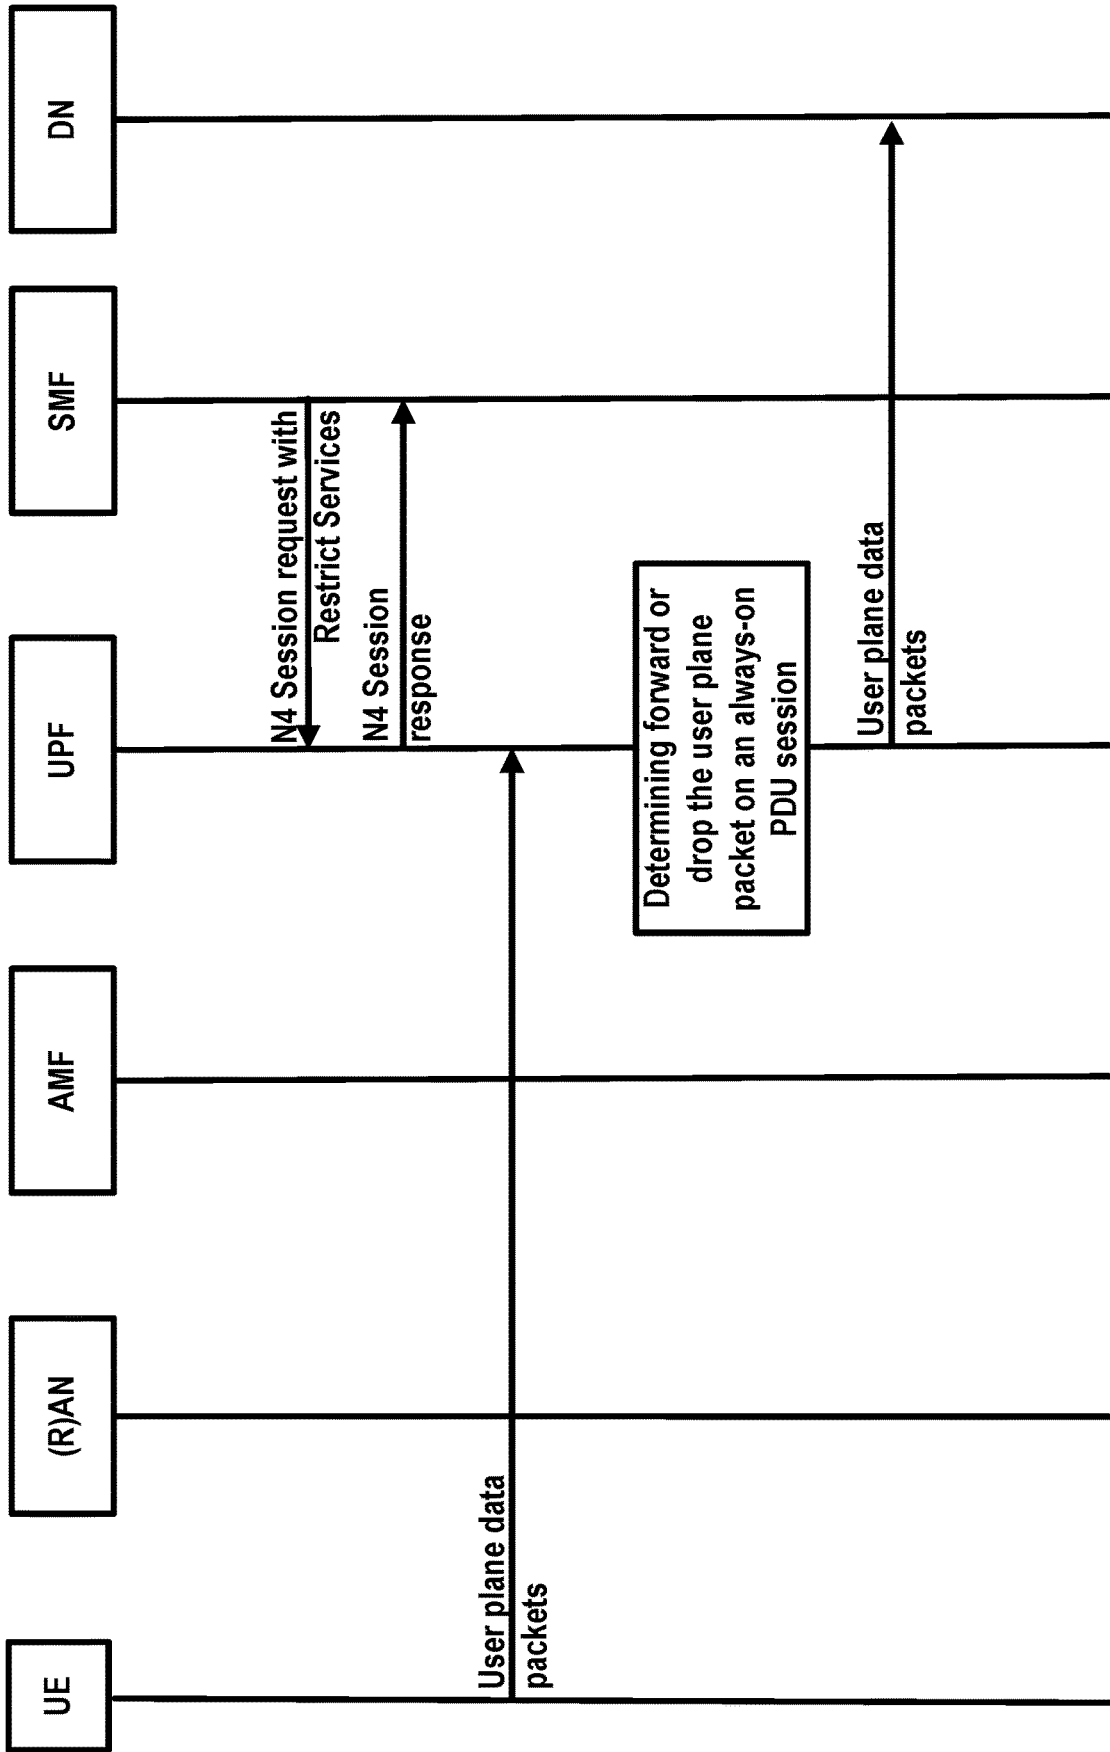 UE
(R)AN
AMF
UPF
SMF
DN
N4 Session request with
Restrict Services
N4 Session
response
User plane data
packets
Determining forward or
drop the user plane
packet on an always-on
PDU session
User plane data
packets